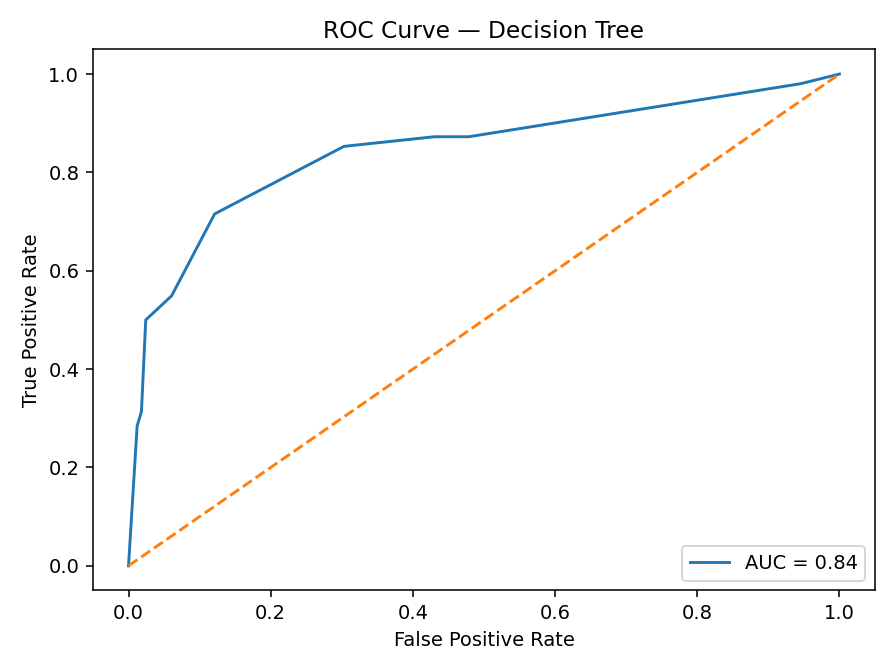 ROC Curve — Decision Tree
True Positive Rate
1.0
0.8
0.6
0.4
0.2
0.0
AUC = 0.84
0.0 0.2 0.4 0.6 0.8 1.0
False Positive Rate